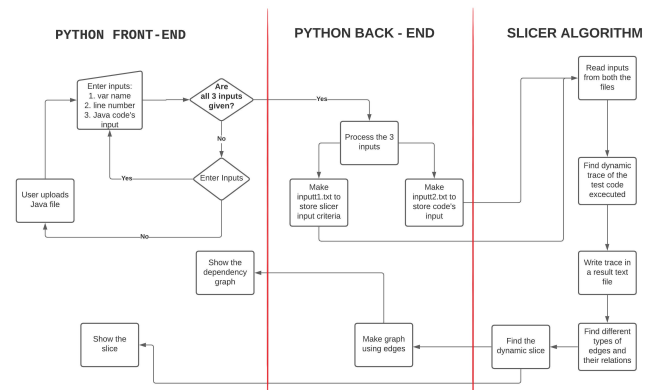 PYTHON FRONT-END
PYTHON BACK - END
SLICER ALGORITHM
Enter inputs:
1. var name
2. line number
3. Java code's
input
Are
all 3 inputs
given?
Yes
No
Enter Inputs
Yes
No
User uploads
Java file
Process the 3
inputs
Make
inputt1.txt to
store slicer
input criteria
Make
inputt2.txt to
store code's
input
Read inputs
from both the
files
Find dynamic
trace of the
test code
excecuted
Write trace in
a result text
file
Find different
types of
edges and
their relations
Find the
dynamic slice
Make graph
using edges
Show the
dependency
graph
Show the
slice